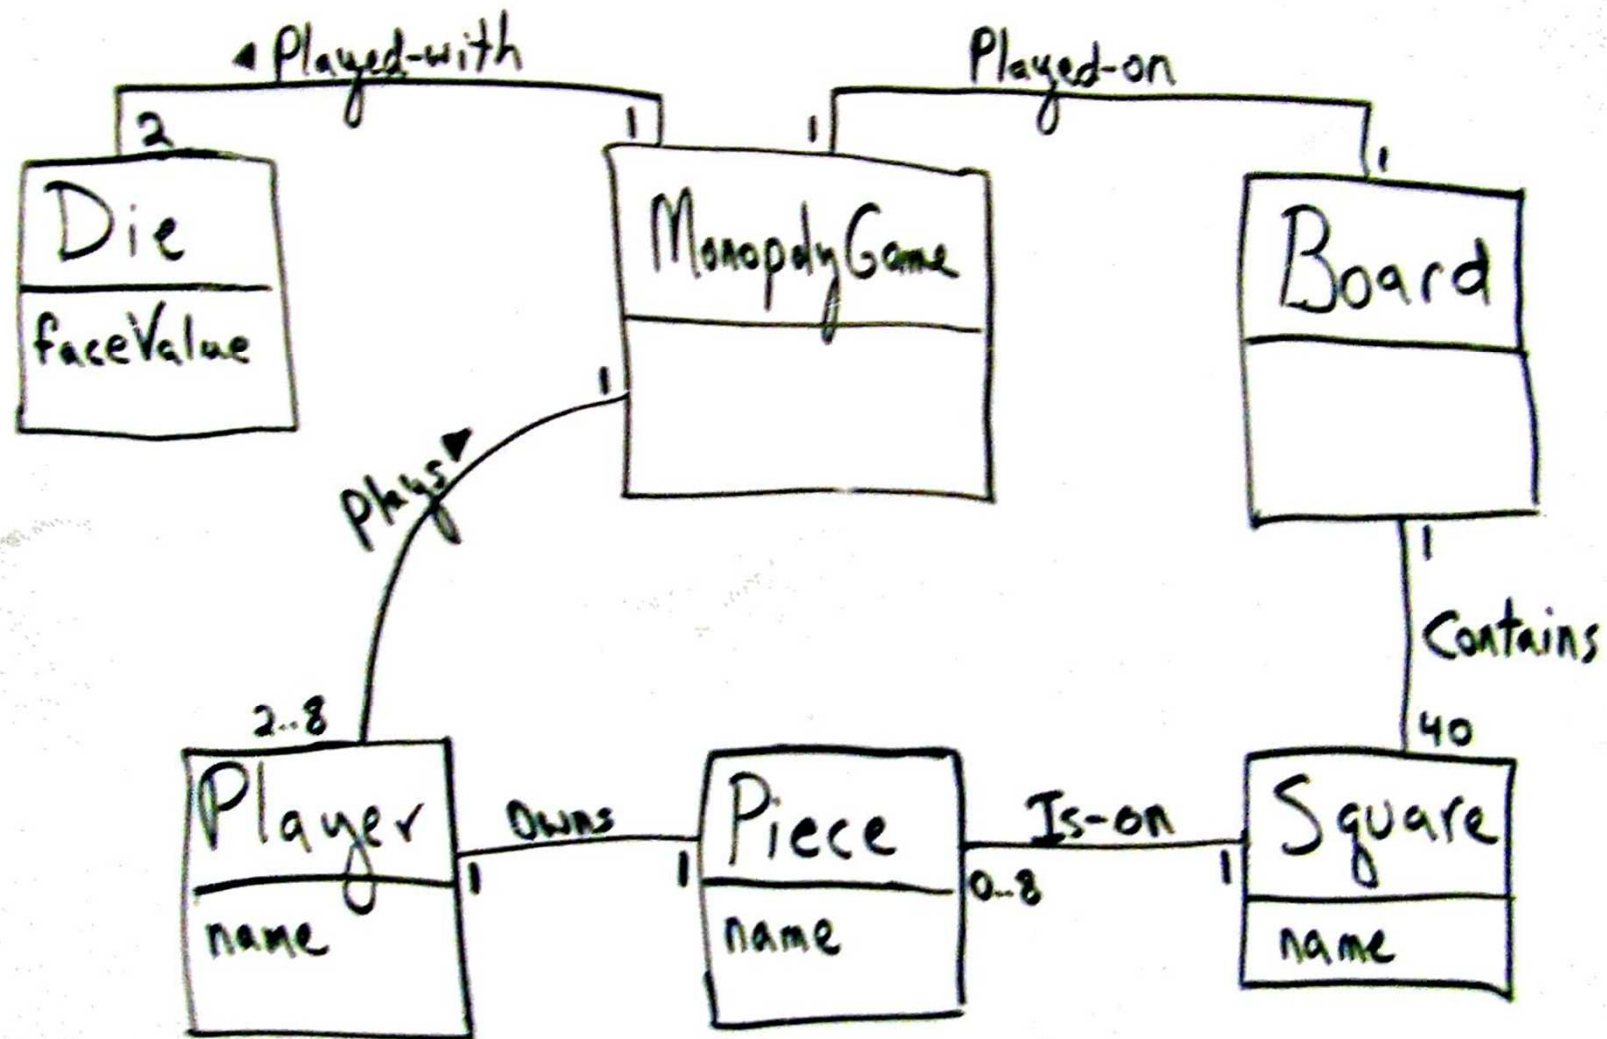 ◄ Played-with
Played-on
2
1
1
1
Die
faceValue
MonopolyGame
Board
1
Plays ►
1
Contains
2..8
40
Player
name
Owns
1
1
Piece
name
Is-on
0..8
1
Square
name